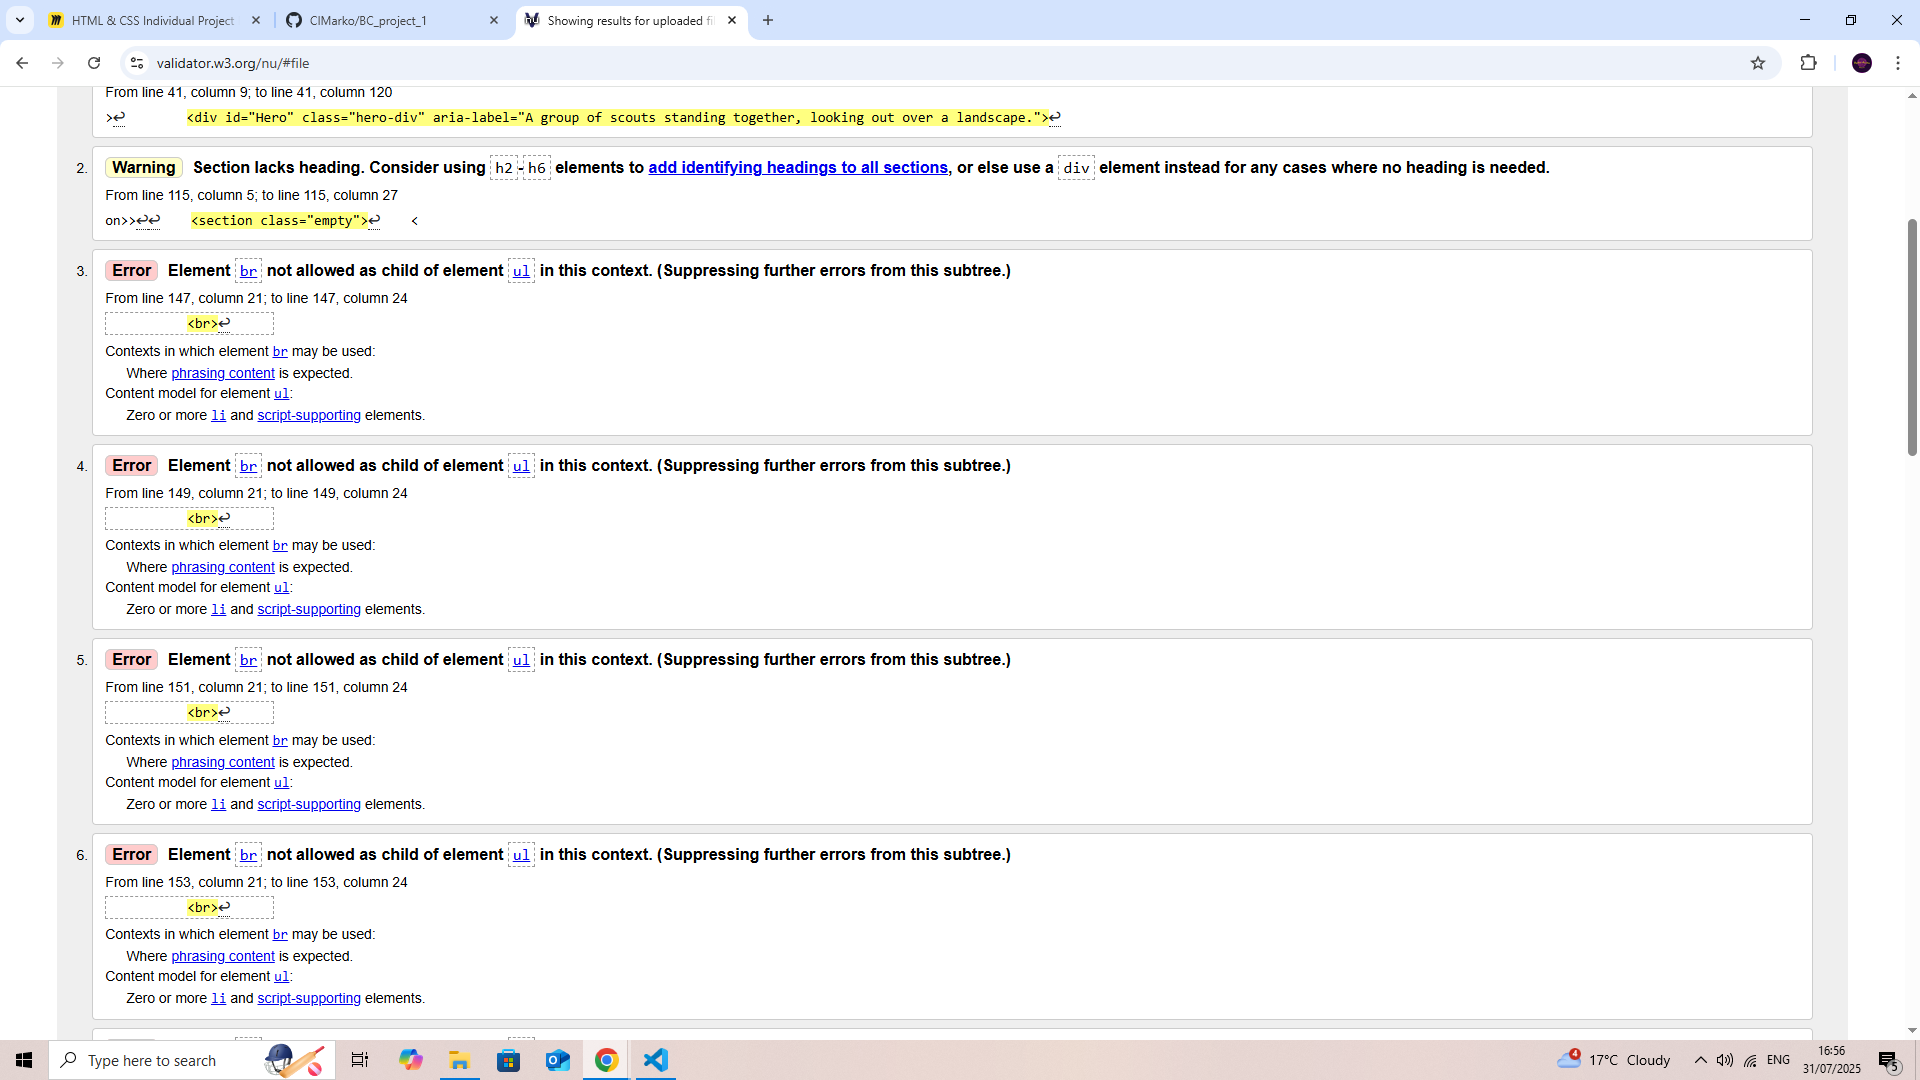 HTML & CSS Individual Project
CIMarko/BC_project_1
Showing results for uploaded fi
validator.w3.org/nu/#file
From line 41, column 9; to line 41, column 120
>↩ <div id="Hero" class="hero-div" aria-label="A group of scouts standing together, looking out over a landscape.">↩
2. Warning Section lacks heading. Consider using h2-h6 elements to add identifying headings to all sections, or else use a div element instead for any cases where no heading is needed.
From line 115, column 5; to line 115, column 27
on>>↩↩ <section class="empty">↩ <
3. Error Element br not allowed as child of element ul in this context. (Suppressing further errors from this subtree.)
From line 147, column 21; to line 147, column 24
<br>↩
Contexts in which element br may be used:
Where phrasing content is expected.
Content model for element ul:
Zero or more li and script-supporting elements.
4. Error Element br not allowed as child of element ul in this context. (Suppressing further errors from this subtree.)
From line 149, column 21; to line 149, column 24
<br>↩
Contexts in which element br may be used:
Where phrasing content is expected.
Content model for element ul:
Zero or more li and script-supporting elements.
5. Error Element br not allowed as child of element ul in this context. (Suppressing further errors from this subtree.)
From line 151, column 21; to line 151, column 24
<br>↩
Contexts in which element br may be used:
Where phrasing content is expected.
Content model for element ul:
Zero or more li and script-supporting elements.
6. Error Element br not allowed as child of element ul in this context. (Suppressing further errors from this subtree.)
From line 153, column 21; to line 153, column 24
<br>↩
Contexts in which element br may be used:
Where phrasing content is expected.
Content model for element ul:
Zero or more li and script-supporting elements.
Type here to search
4
17°C Cloudy
ENG
16:56
31/07/2025
5